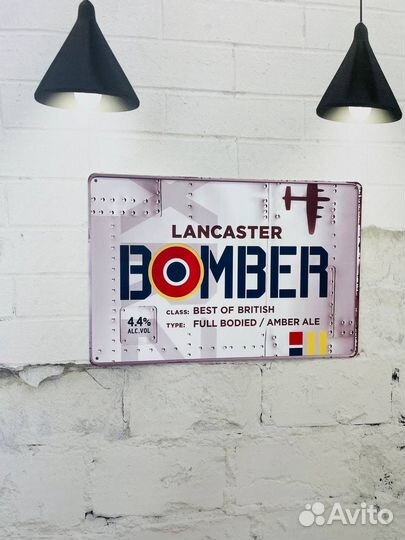 LANCASTER
BOMBER
4.4% CLASS: BEST OF BRITISH
ALC.VOL TYPE: FULL BODIED / AMBER ALE
Avito